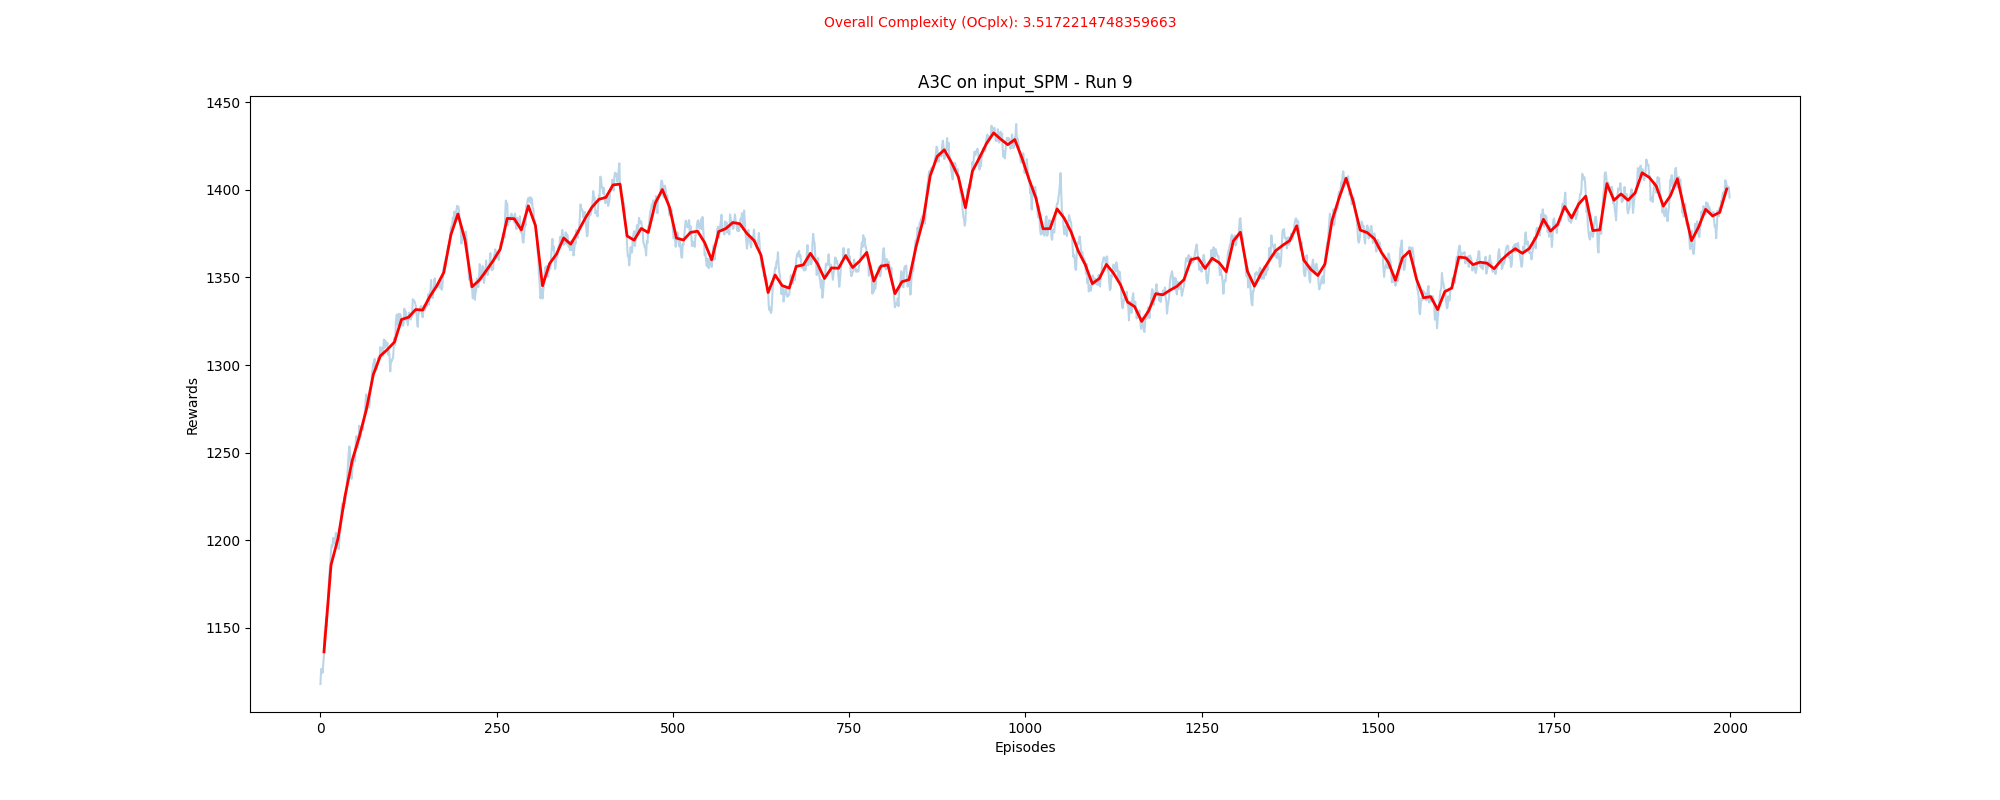 Overall Complexity (OCplx): 3.5172214748359663
A3C on input_SPM - Run 9
1450
1400
1350
1300
1250
1200
1150
Rewards
0 250 500 750 1000 1250 1500 1750 2000
Episodes